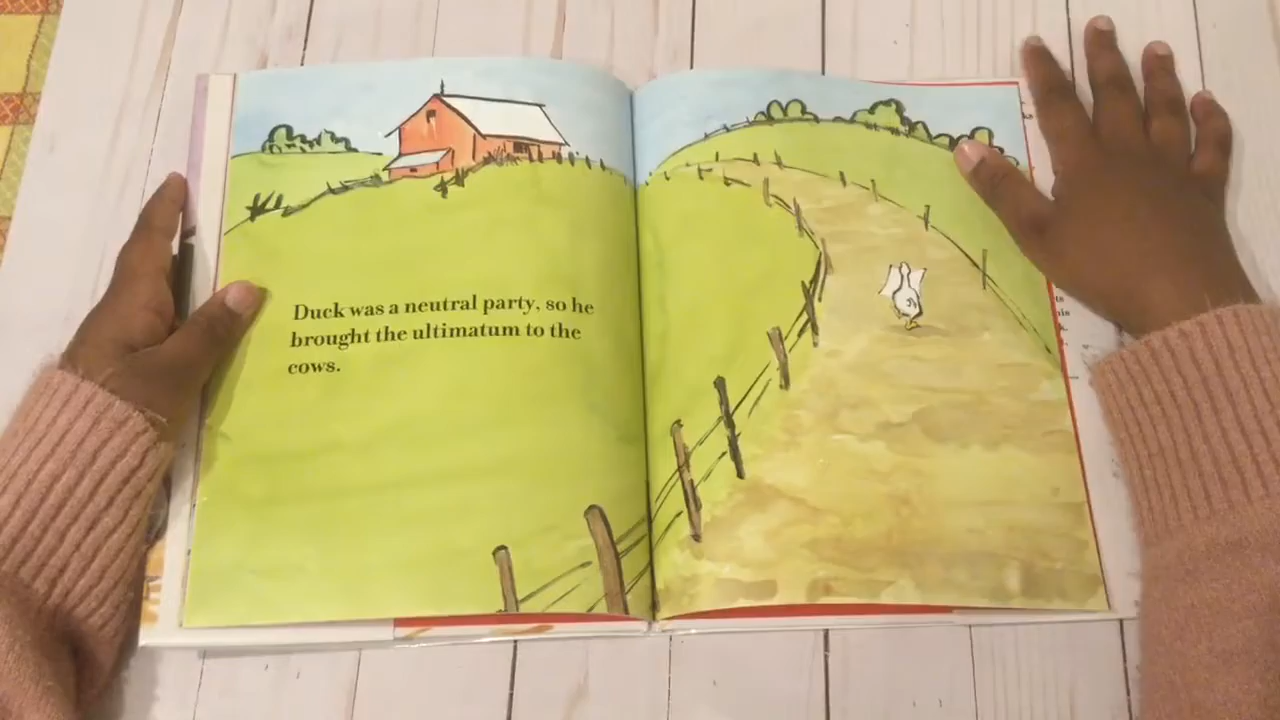 Duck was a neutral party, so he
brought the ultimatum to the
cows.